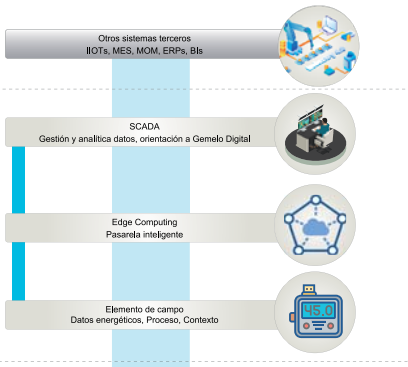 Otros sistemas terceros
IIOTs, MES, MOM, ERPs, BIs
SCADA
Gestión y analítica datos, orientación a Gemelo Digital
Edge Computing
Pasarela inteligente
45.0
Elemento de campo
Datos energéticos, Proceso, Contexto